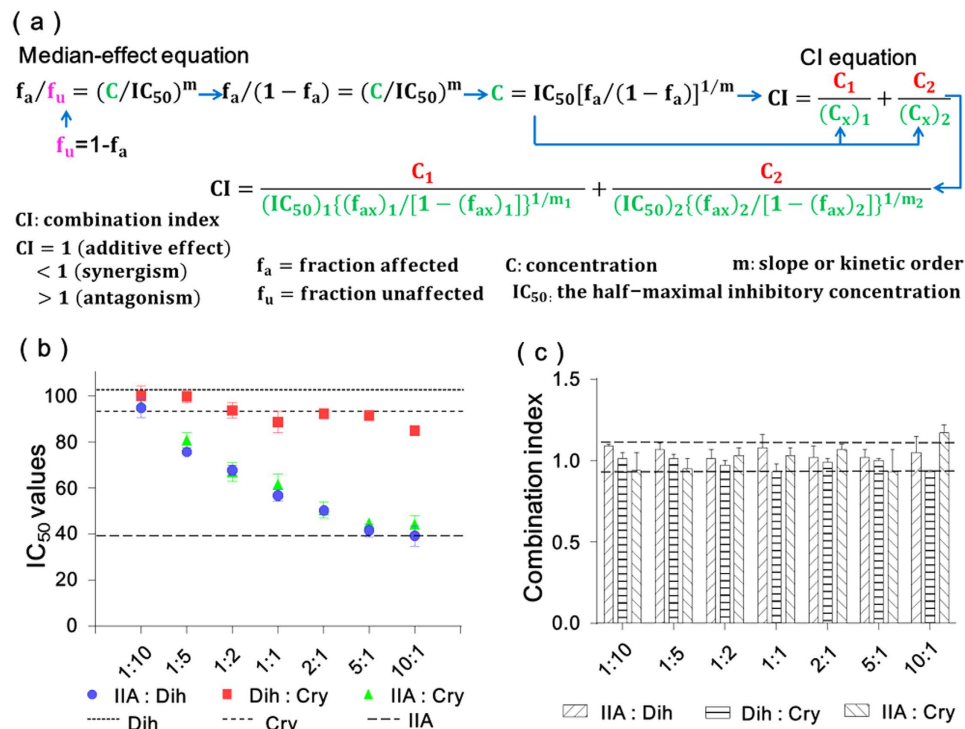 ( a )
Median-effect equation
CI equation
fₐ/fᵤ = (C/IC₅₀)ᵐ → fₐ/(1 − fₐ) = (C/IC₅₀)ᵐ → C = IC₅₀[fₐ/(1 − fₐ)]^{1/m} → CI = C₁/(Cₓ)₁ + C₂/(Cₓ)₂
fᵤ=1-fₐ
CI = C₁/(IC₅₀)₁{(fₐₓ)₁/[1 − (fₐₓ)₁]}^{1/m₁} + C₂/(IC₅₀)₂{(fₐₓ)₂/[1 − (fₐₓ)₂]}^{1/m₂}
CI: combination index
CI = 1 (additive effect)
< 1 (synergism)
> 1 (antagonism)
fₐ = fraction affected
fᵤ = fraction unaffected
C: concentration
m: slope or kinetic order
IC₅₀: the half−maximal inhibitory concentration
( b )
IC₅₀ values
100
80
60
40
20
0
1:10
1:5
1:2
1:1
2:1
5:1
10:1
IIA : Dih
Dih : Cry
IIA : Cry
Dih
Cry
IIA
( c )
Combination index
1.5
1.0
0.5
0.0
1:10
1:5
1:2
1:1
2:1
5:1
10:1
IIA : Dih
Dih : Cry
IIA : Cry